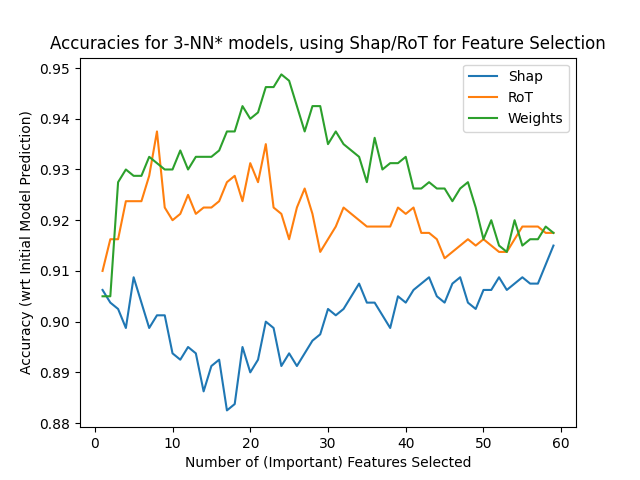 Accuracies for 3-NN* models, using Shap/RoT for Feature Selection
0.95
0.94
0.93
0.92
0.91
0.90
0.89
0.88
Accuracy (wrt Initial Model Prediction)
Shap
RoT
Weights
0 10 20 30 40 50 60
Number of (Important) Features Selected